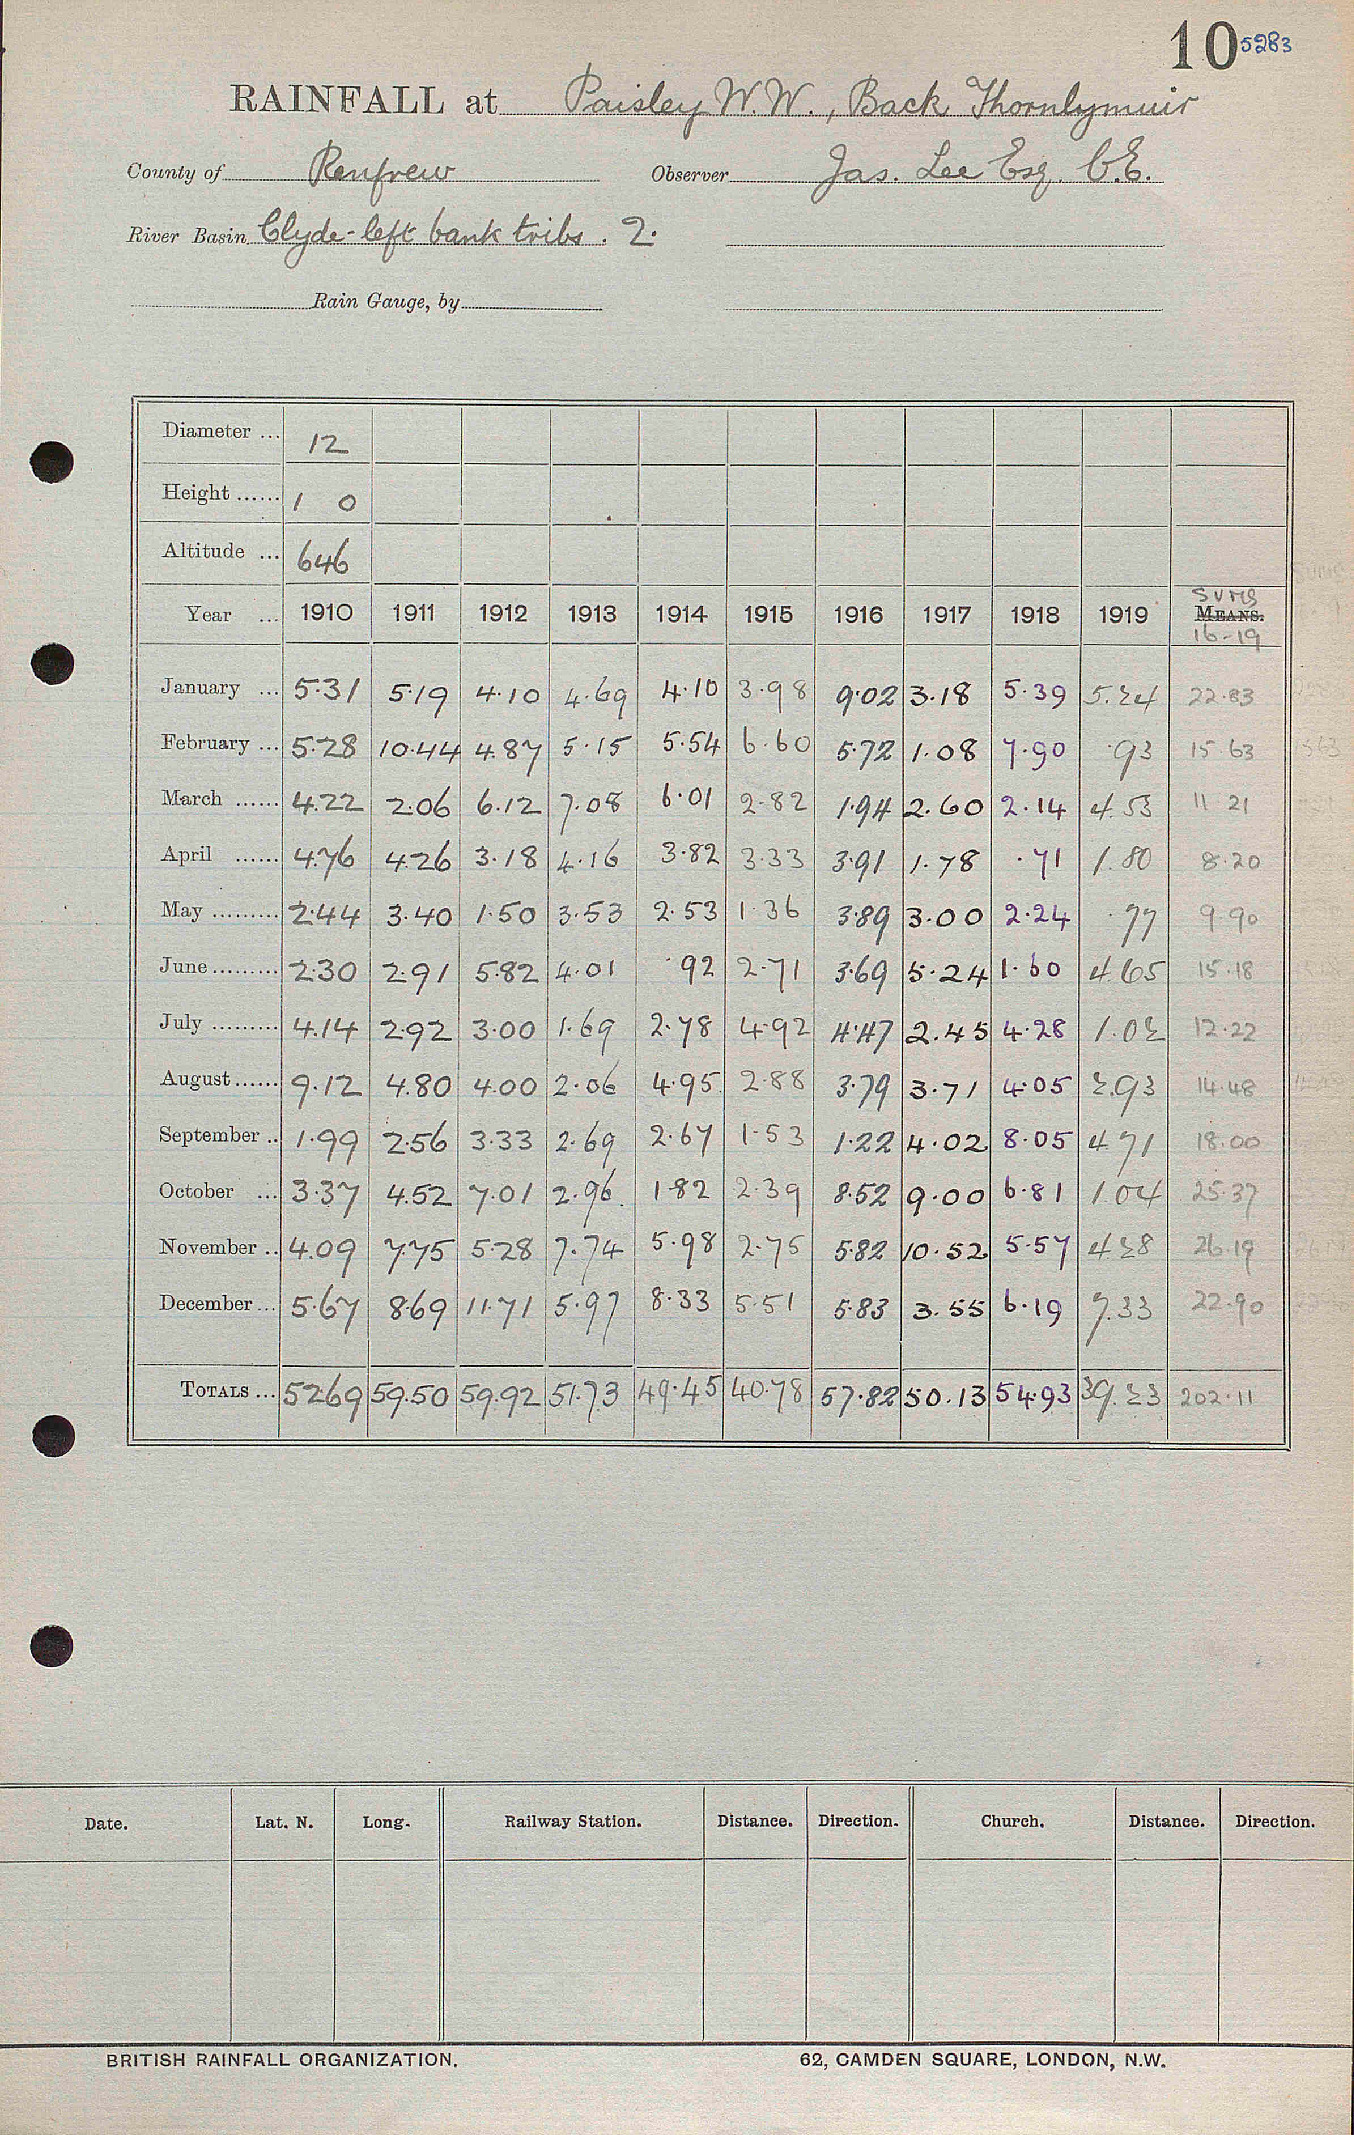 10 5283
RAINFALL at Paisley W.W., Back Thornlymuir
County of Renfrew Observer Jas. Lee Esq. C.E.
River Basin Clyde-left bank tribs. 2.
Rain Gauge, by
Diameter ... 12
Height ...... 1 0
Altitude ... 646
Year ... 1910 1911 1912 1913 1914 1915 1916 1917 1918 1919 SUMS MEANS. 16-19
January ... 5.31 5.19 4.10 4.69 4.10 3.98 9.02 3.18 5.39 5.24 22.83
February ... 5.28 10.44 4.87 5.15 5.54 6.60 5.72 1.08 7.90 .93 15.63
March ...... 4.22 2.06 6.12 7.08 6.01 2.82 1.94 2.60 2.14 4.53 11 21
April ...... 4.76 4.26 3.18 4.16 3.82 3.33 3.91 1.78 .71 1.80 8.20
May ......... 2.44 3.40 1.50 3.53 2.53 1.36 3.89 3.00 2.24 .77 9.90
June ......... 2.30 2.91 5.82 4.01 .92 2.71 3.69 5.24 1.60 4.65 15.18
July ......... 4.14 2.92 3.00 1.69 2.78 4.92 4.47 2.45 4.28 1.02 12.22
August ...... 9.12 4.80 4.00 2.06 4.95 2.88 3.79 3.71 4.05 2.93 14.48
September .. 1.99 2.56 3.33 2.69 2.67 1.53 1.22 4.02 8.05 4.71 18.00
October ... 3.37 4.52 7.01 2.96 1.82 2.39 8.52 9.00 6.81 1.04 25.37
November .. 4.09 7.75 5.28 7.74 5.98 2.75 5.82 10.52 5.57 4.28 26.19
December ... 5.67 8.69 11.71 5.97 8.33 5.51 5.83 3.55 6.19 7.33 22.90
TOTALS ... 52.69 59.50 59.92 51.73 49.45 40.78 57.82 50.13 54.93 39.23 202.11
Date. Lat. N. Long. Railway Station. Distance. Direction. Church. Distance. Direction.
BRITISH RAINFALL ORGANIZATION. 62, CAMDEN SQUARE, LONDON, N.W.